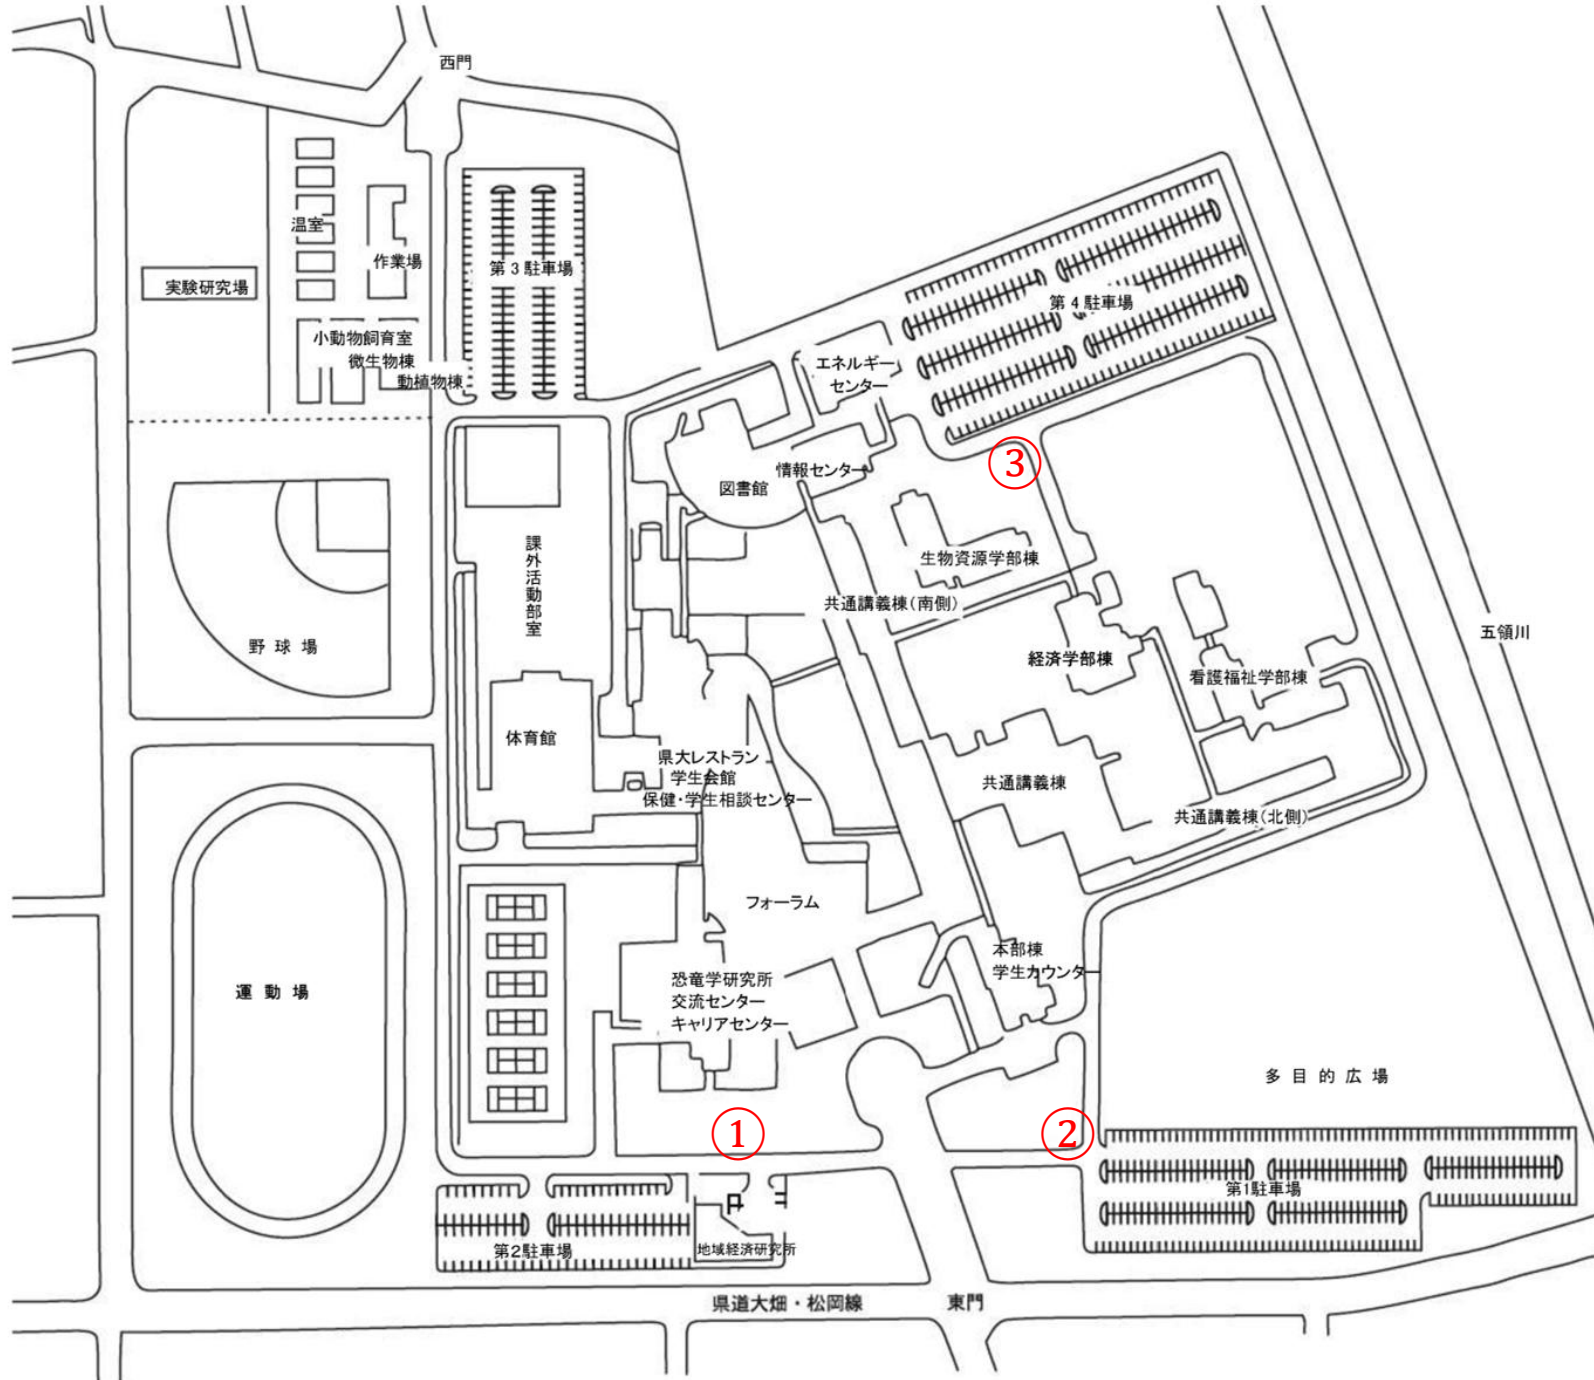 西門
温室
作業場
第3駐車場
実験研究場
第4駐車場
小動物飼育室
微生物棟
動植物棟
エネルギー
センター
③
情報センター
図書館
課外活動部室
生物資源学部棟
共通講義棟(南側)
五領川
野球場
経済学部棟
看護福祉学部棟
体育館
県大レストラン
学生会館
保健・学生相談センター
共通講義棟
共通講義棟(北側)
フォーラム
本部棟
学生カウンター
運動場
恐竜学研究所
交流センター
キャリアセンター
多目的広場
①
②
第1駐車場
第2駐車場
地域経済研究所
県道大畑・松岡線
東門